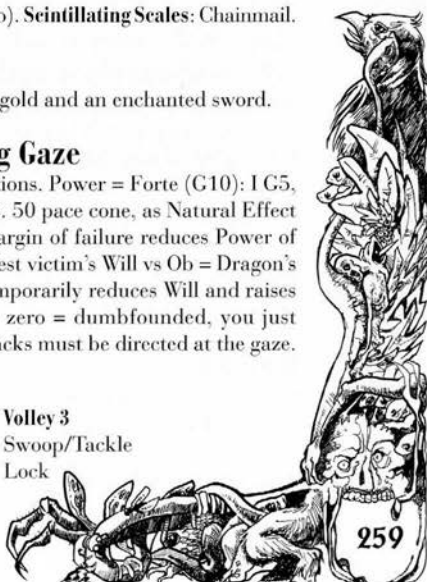 o). Scintillating Scales: Chainmail.
gold and an enchanted sword.
g Gaze
tions. Power = Forte (G10): I G5,
. 50 pace cone, as Natural Effect
argin of failure reduces Power of
est victim's Will vs Ob = Dragon's
mporarily reduces Will and raises
zero = dumbfounded, you just
cks must be directed at the gaze.
Volley 3
Swoop/Tackle
Lock
259